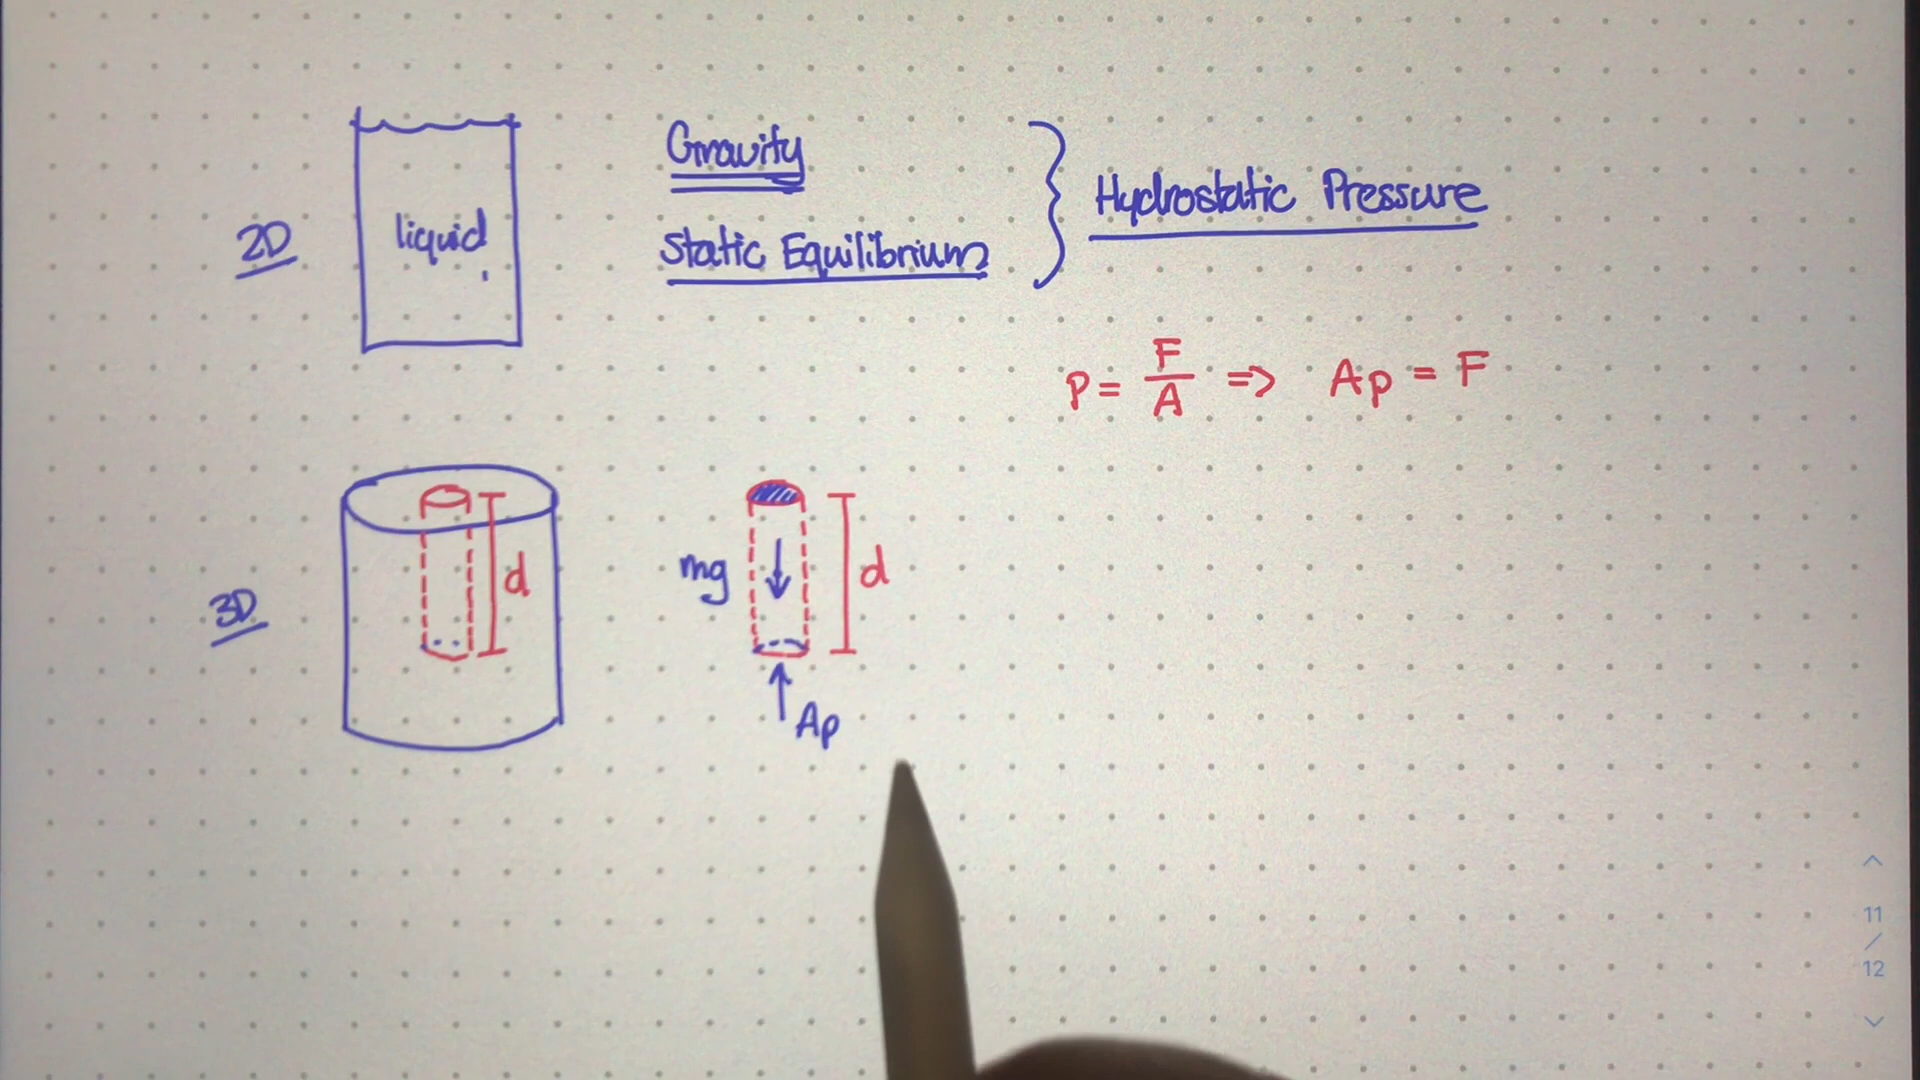 2D
liquid
Gravity
Static Equilibrium
Hydrostatic Pressure
P = F/A => Ap = F
3D
d
mg
d
Ap
11
/
12